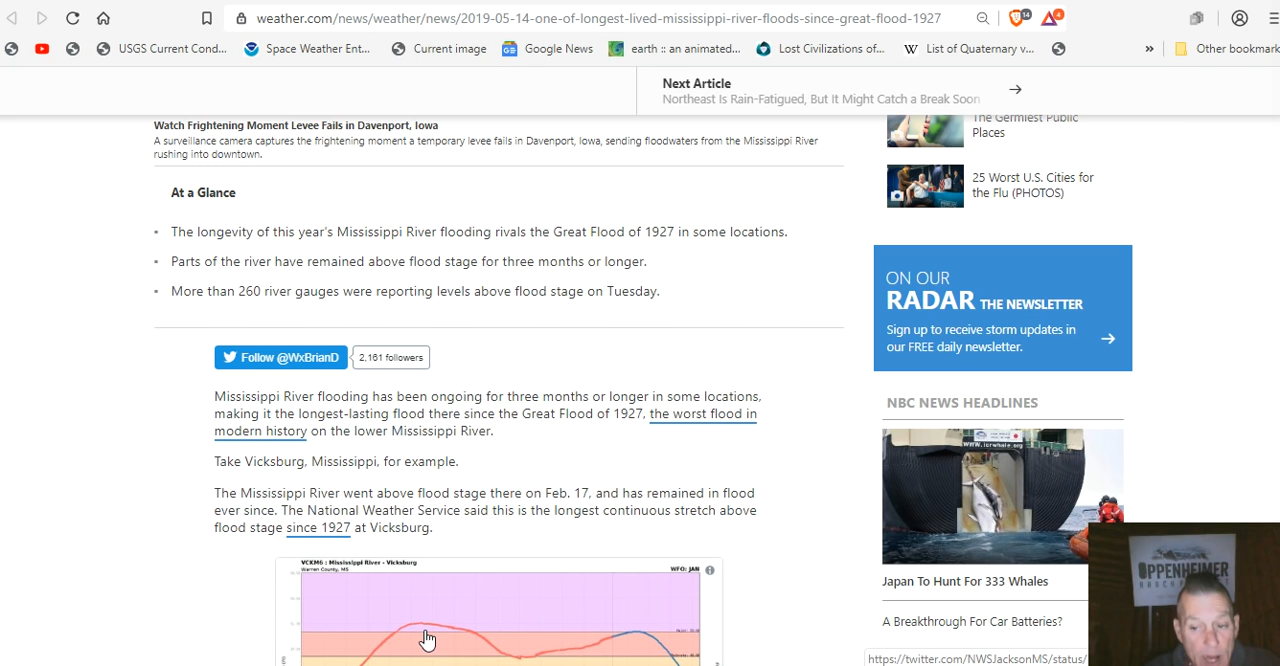 weather.com/news/weather/news/2019-05-14-one-of-longest-lived-mississippi-river-floods-since-great-flood-1927
14
4
USGS Current Cond...
Space Weather Ent...
Current image
Google News
earth :: an animated...
Lost Civilizations of...
W
List of Quaternary v...
»
Other bookmark
Next Article
Northeast Is Rain-Fatigued, But It Might Catch a Break Soon
Watch Frightening Moment Levee Fails in Davenport, Iowa
A surveillance camera captures the frightening moment a temporary levee fails in Davenport, Iowa, sending floodwaters from the Mississippi River
rushing into downtown.
At a Glance
• The longevity of this year's Mississippi River flooding rivals the Great Flood of 1927 in some locations.
• Parts of the river have remained above flood stage for three months or longer.
• More than 260 river gauges were reporting levels above flood stage on Tuesday.
Follow @WxBrianD
2,161 followers
Mississippi River flooding has been ongoing for three months or longer in some locations,
making it the longest-lasting flood there since the Great Flood of 1927, the worst flood in
modern history on the lower Mississippi River.
Take Vicksburg, Mississippi, for example.
The Mississippi River went above flood stage there on Feb. 17, and has remained in flood
ever since. The National Weather Service said this is the longest continuous stretch above
flood stage since 1927 at Vicksburg.
VCKM6 : Mississippi River - Vicksburg
Warren County, MS
WFO: JAN
The Germiest Public
Places
25 Worst U.S. Cities for
the Flu (PHOTOS)
ON OUR
RADAR THE NEWSLETTER
Sign up to receive storm updates in
our FREE daily newsletter.
NBC NEWS HEADLINES
www.icrwhale.org
Japan To Hunt For 333 Whales
A Breakthrough For Car Batteries?
OPPENHEIMER
https://twitter.com/NWSJacksonMS/status/